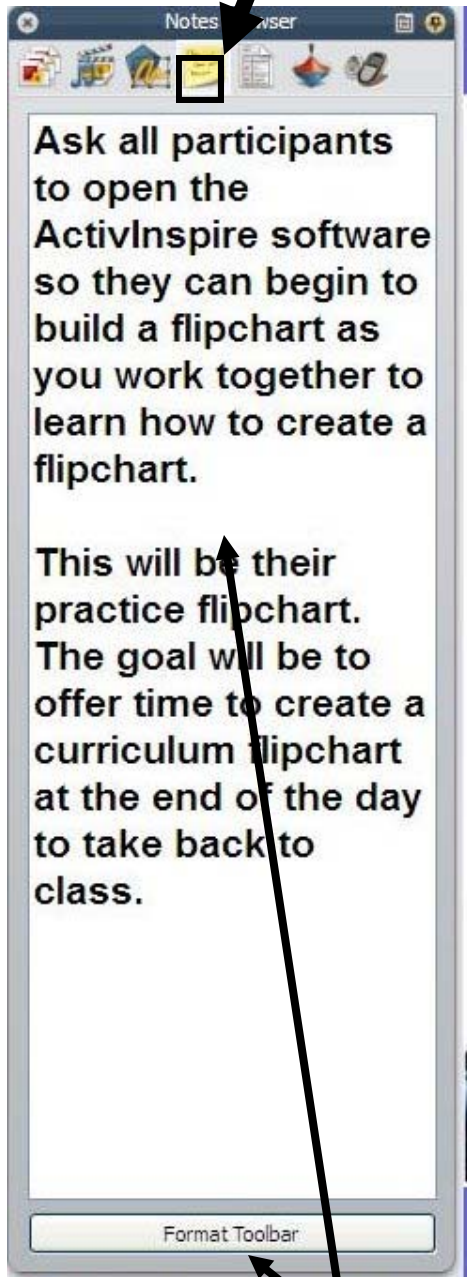 Notes Browser
Ask all participants
to open the
ActivInspire software
so they can begin to
build a flipchart as
you work together to
learn how to create a
flipchart.
This will be their
practice flipchart.
The goal will be to
offer time to create a
curriculum flipchart
at the end of the day
to take back to
class.
Format Toolbar